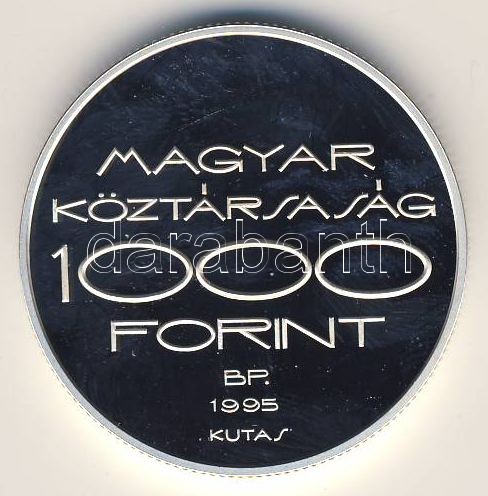 MAGYAR
KÖZTÁRSASÁG
1000
darabanth
FORINT
BP.
1995
KUTAS